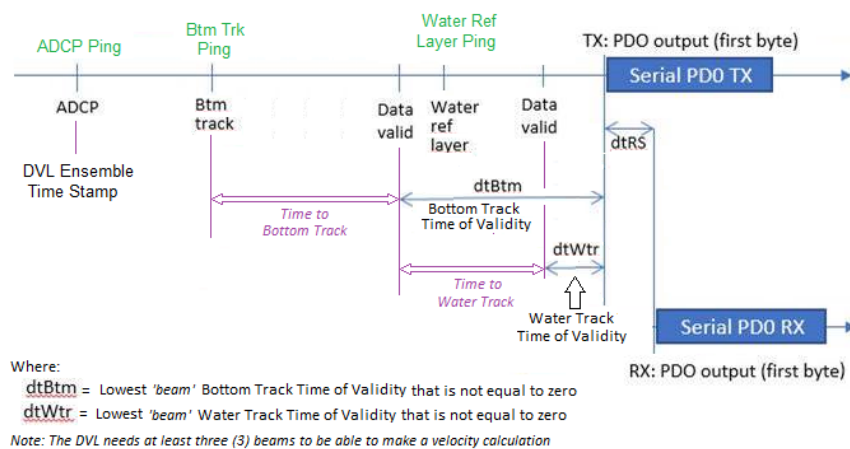 ADCP Ping
Btm Trk
Ping
Water Ref
Layer Ping
TX: PDO output (first byte)
Serial PD0 TX
ADCP
Btm
track
Data
valid
Water
ref
layer
Data
valid
dtRS
DVL Ensemble
Time Stamp
dtBtm
Time to
Bottom Track
Bottom Track
Time of Validity
dtWtr
Time to
Water Track
Water Track
Time of Validity
Serial PD0 RX
RX: PDO output (first byte)
Where:
dtBtm = Lowest 'beam' Bottom Track Time of Validity that is not equal to zero
dtWtr = Lowest 'beam' Water Track Time of Validity that is not equal to zero
Note: The DVL needs at least three (3) beams to be able to make a velocity calculation